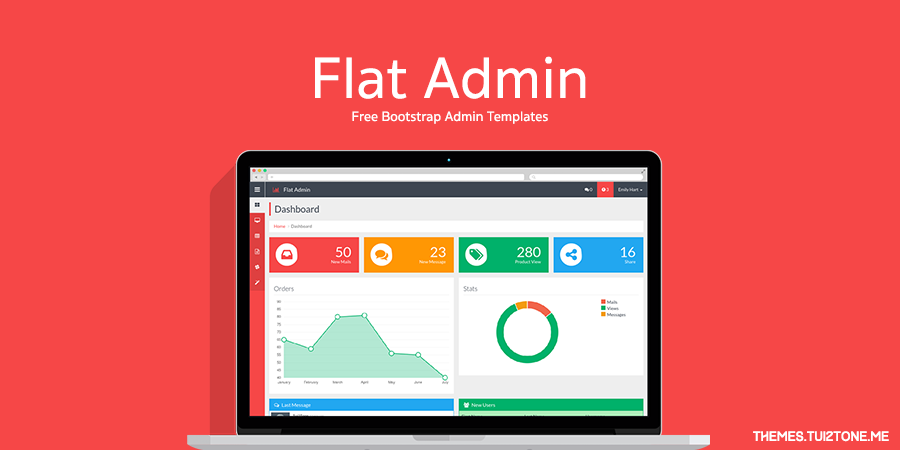 Flat Admin
Free Bootstrap Admin Templates
Flat Admin
0
3
Emily Hart
Dashboard
Home
Dashboard
50
New Mails
23
New Message
280
Product View
16
Share
Orders
Stats
90
85
80
75
70
65
60
55
50
45
40
January
February
March
April
May
June
July
Mails
Views
Messages
Last Message
New Users
THEMES.TUI2TONE.ME